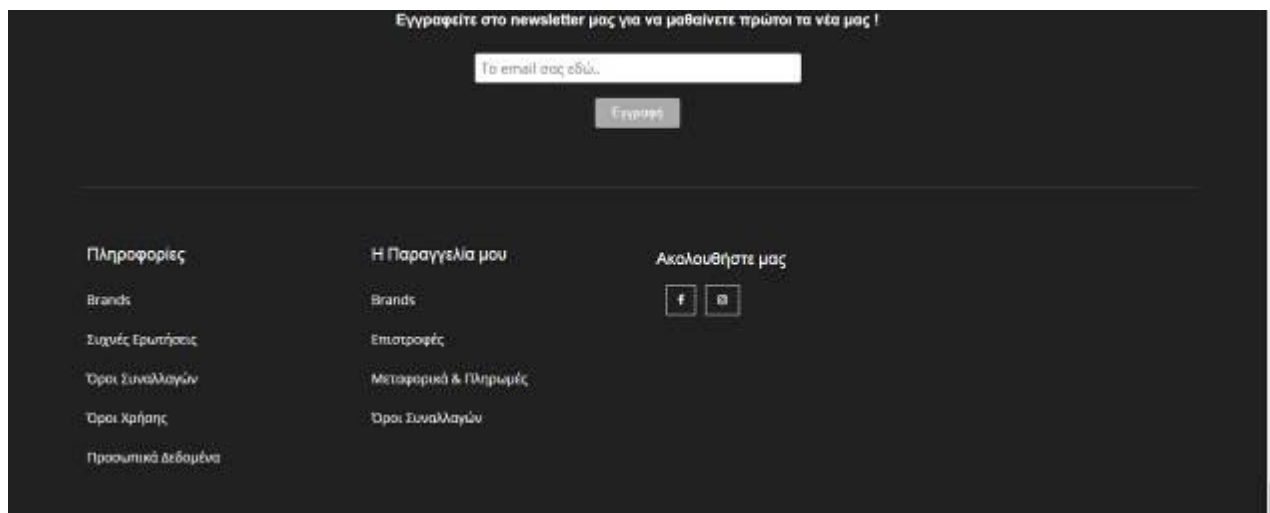 Εγγραφείτε στο newsletter μας για να μαθαίνετε πρώτοι τα νέα μας !
Το email σας εδώ..
Εγγραφή
Πληροφορίες
Brands
Συχνές Ερωτήσεις
Όροι Συναλλαγών
Όροι Χρήσης
Προσωπικά Δεδομένα
Η Παραγγελία μου
Brands
Επιστροφές
Μεταφορικά & Πληρωμές
Όροι Συναλλαγών
Ακολουθήστε μας